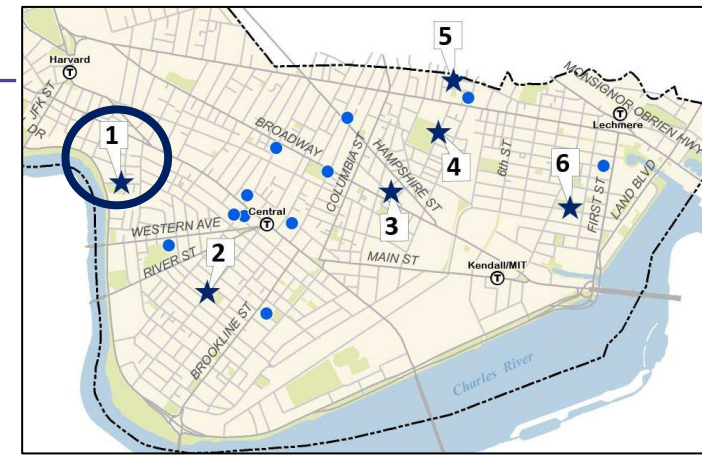 5
Harvard
T
MONSIGNOR OBRIEN HWY
JFK ST
DR
1
BROADWAY
T
Lechmere
COLUMBIA ST
HAMPSHIRE ST
4
6th ST
6
FIRST ST
LAND BLVD
WESTERN AVE
Central
T
3
RIVER ST
2
MAIN ST
Kendall/MIT
T
BROOKLINE ST
Charles River